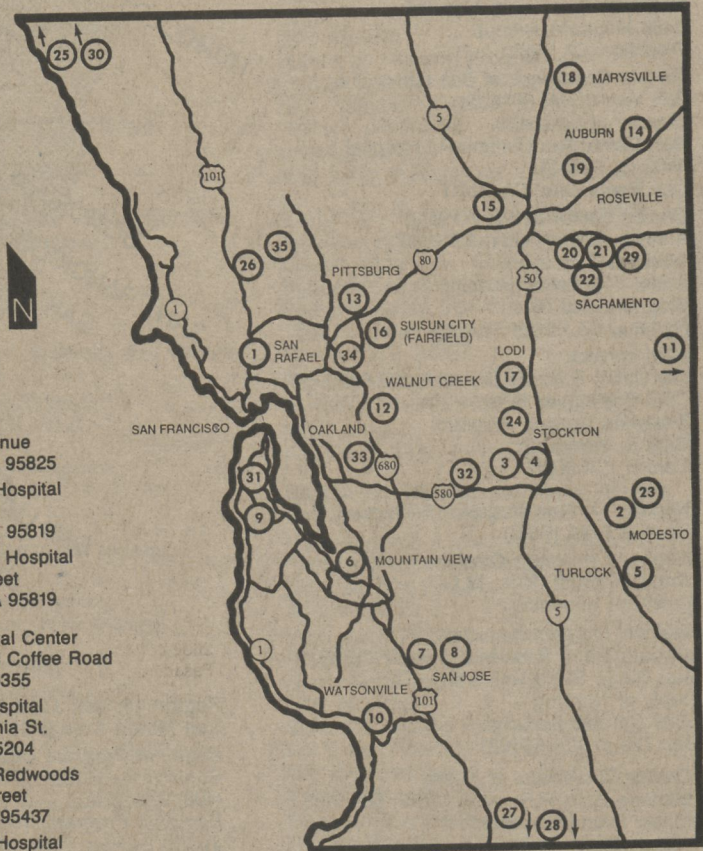 25 30
18 MARYSVILLE
5
AUBURN 14
19
101
ROSEVILLE
15
35
26
80
20 21 29
22
PITTSBURG
50
SACRAMENTO
13
N
1
16 SUISUN CITY
(FAIRFIELD)
11
1 SAN
RAFAEL
34
LODI
17
WALNUT CREEK
12
24
SAN FRANCISCO
OAKLAND
STOCKTON
33
680
32
3 4
31
580
23
2
9
MODESTO
6 MOUNTAIN VIEW
TURLOCK 5
5
1
7 8
SAN JOSE
WATSONVILLE
101
10
27
28
nue
95825
Hospital
95819
Hospital
eet
95819
al Center
Coffee Road
355
spital
nia St.
5204
Redwoods
reet
95437
Hospital